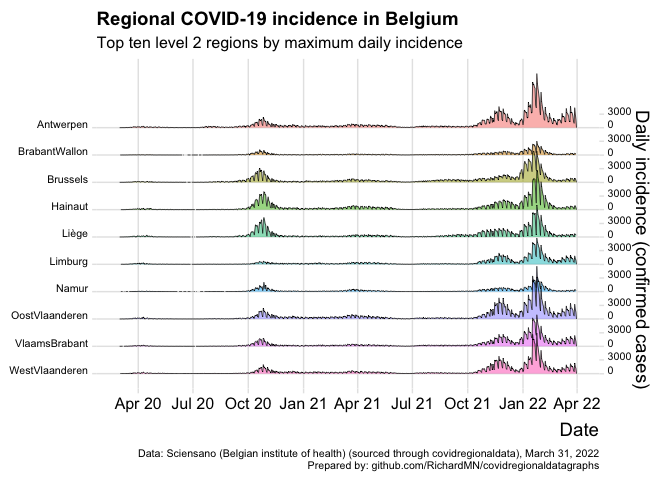 Regional COVID-19 incidence in Belgium
Top ten level 2 regions by maximum daily incidence
Antwerpen
BrabantWallon
Brussels
Hainaut
Liège
Limburg
Namur
OostVlaanderen
VlaamsBrabant
WestVlaanderen
3000
0
3000
0
3000
0
3000
0
3000
0
3000
0
3000
0
3000
0
3000
0
3000
0
Daily incidence (confirmed cases)
Apr 20 Jul 20 Oct 20 Jan 21 Apr 21 Jul 21 Oct 21 Jan 22 Apr 22
Date
Data: Sciensano (Belgian institute of health) (sourced through covidregionaldata), March 31, 2022
Prepared by: github.com/RichardMN/covidregionaldatagraphs